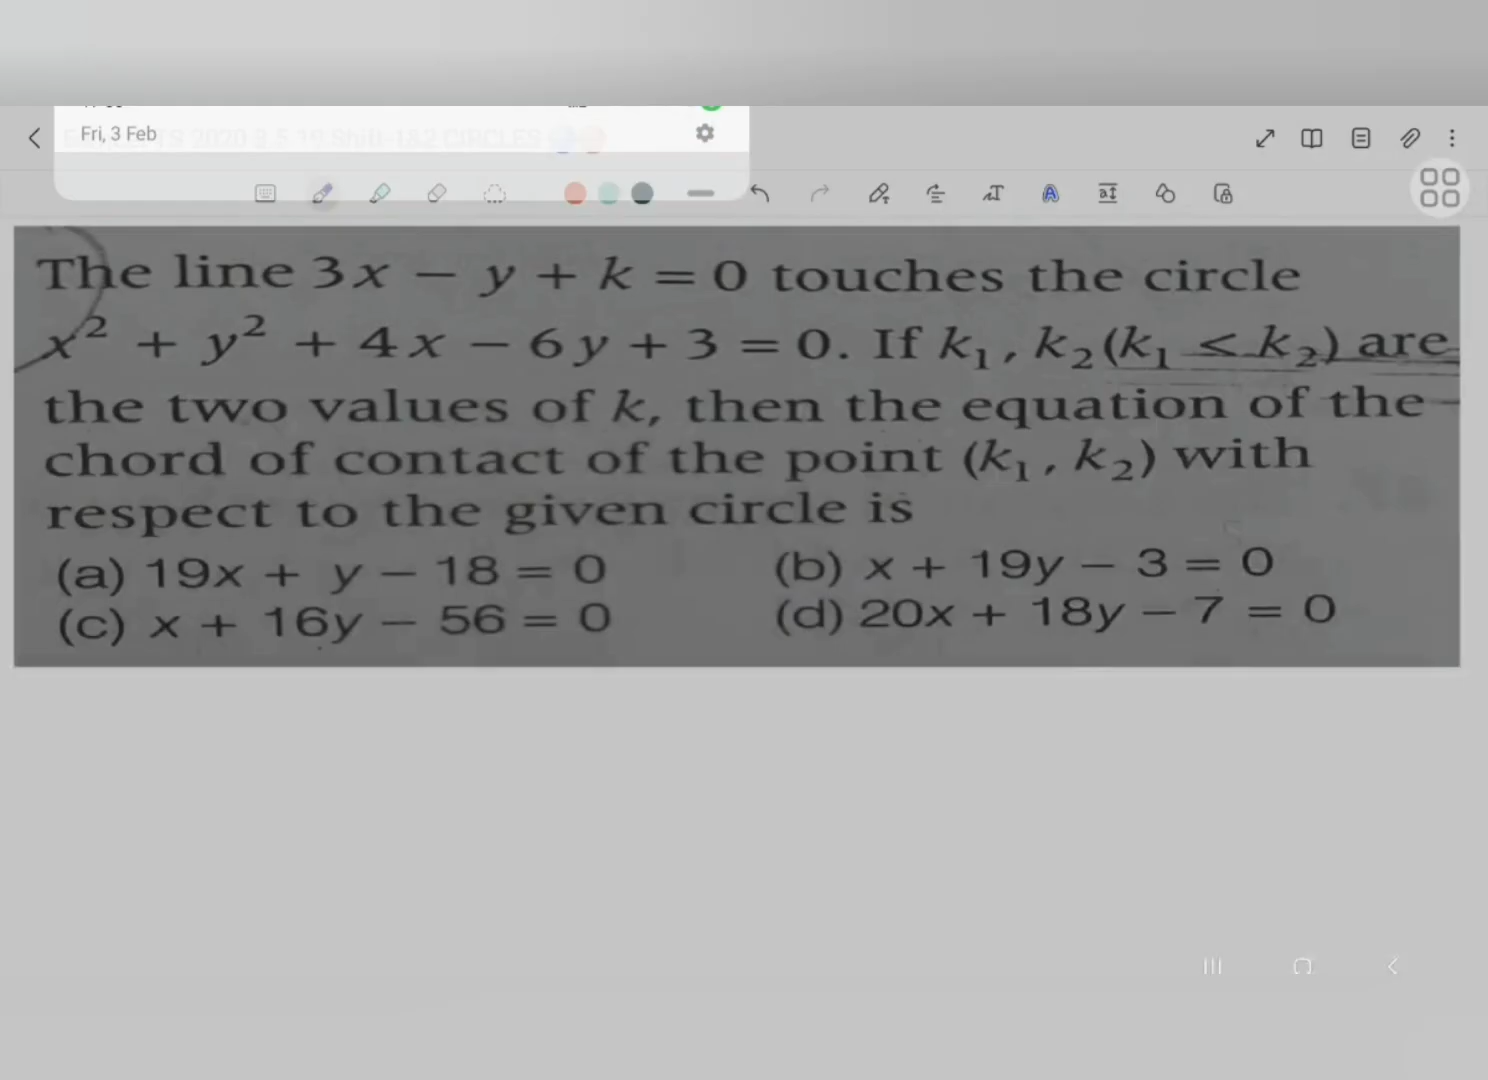 Fri, 3 Feb
The line 3x − y + k = 0 touches the circle
x² + y² + 4x − 6y + 3 = 0. If k₁, k₂(k₁ < k₂) are
the two values of k, then the equation of the
chord of contact of the point (k₁, k₂) with
respect to the given circle is
(a) 19x + y − 18 = 0 (b) x + 19y − 3 = 0
(c) x + 16y − 56 = 0 (d) 20x + 18y − 7 = 0